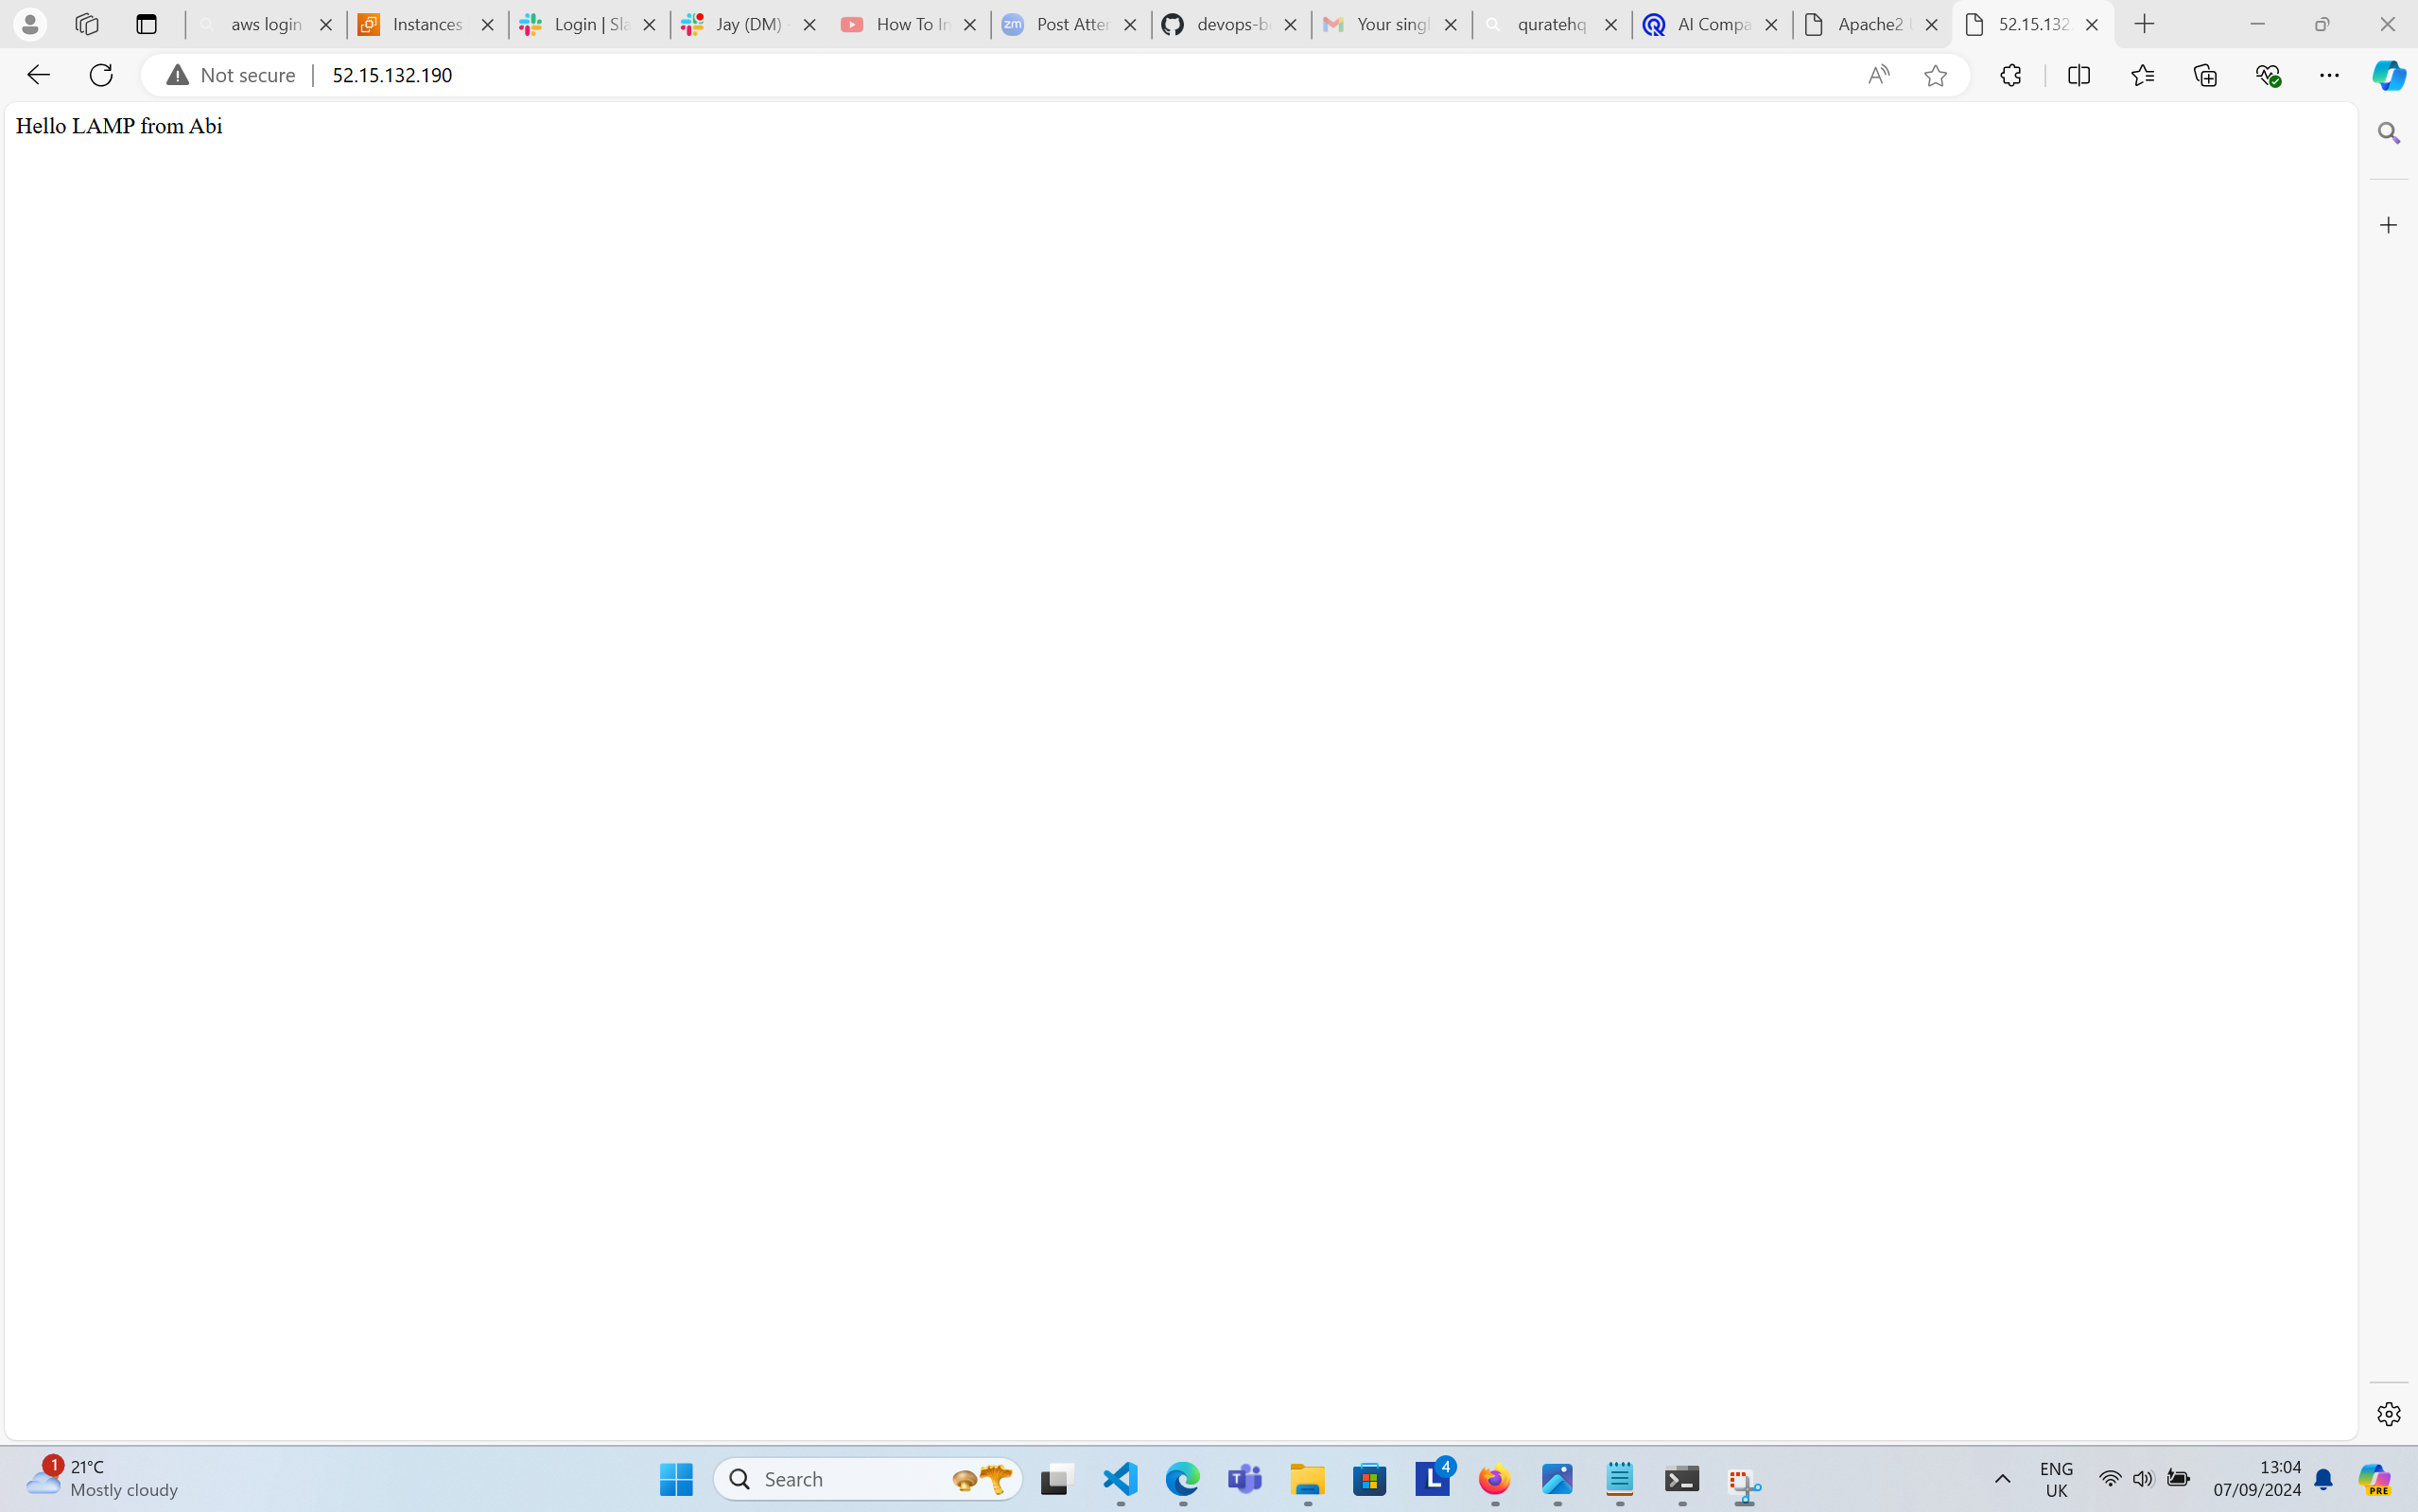 aws login
Instances
Login | Sla
Jay (DM)
How To In
Post Atten
devops-b
Your singl
quratehq
AI Compa
Apache2
52.15.132.
Not secure
52.15.132.190
Hello LAMP from Abi
1
21°C
Mostly cloudy
Search
4
ENG
UK
13:04
07/09/2024
PRE